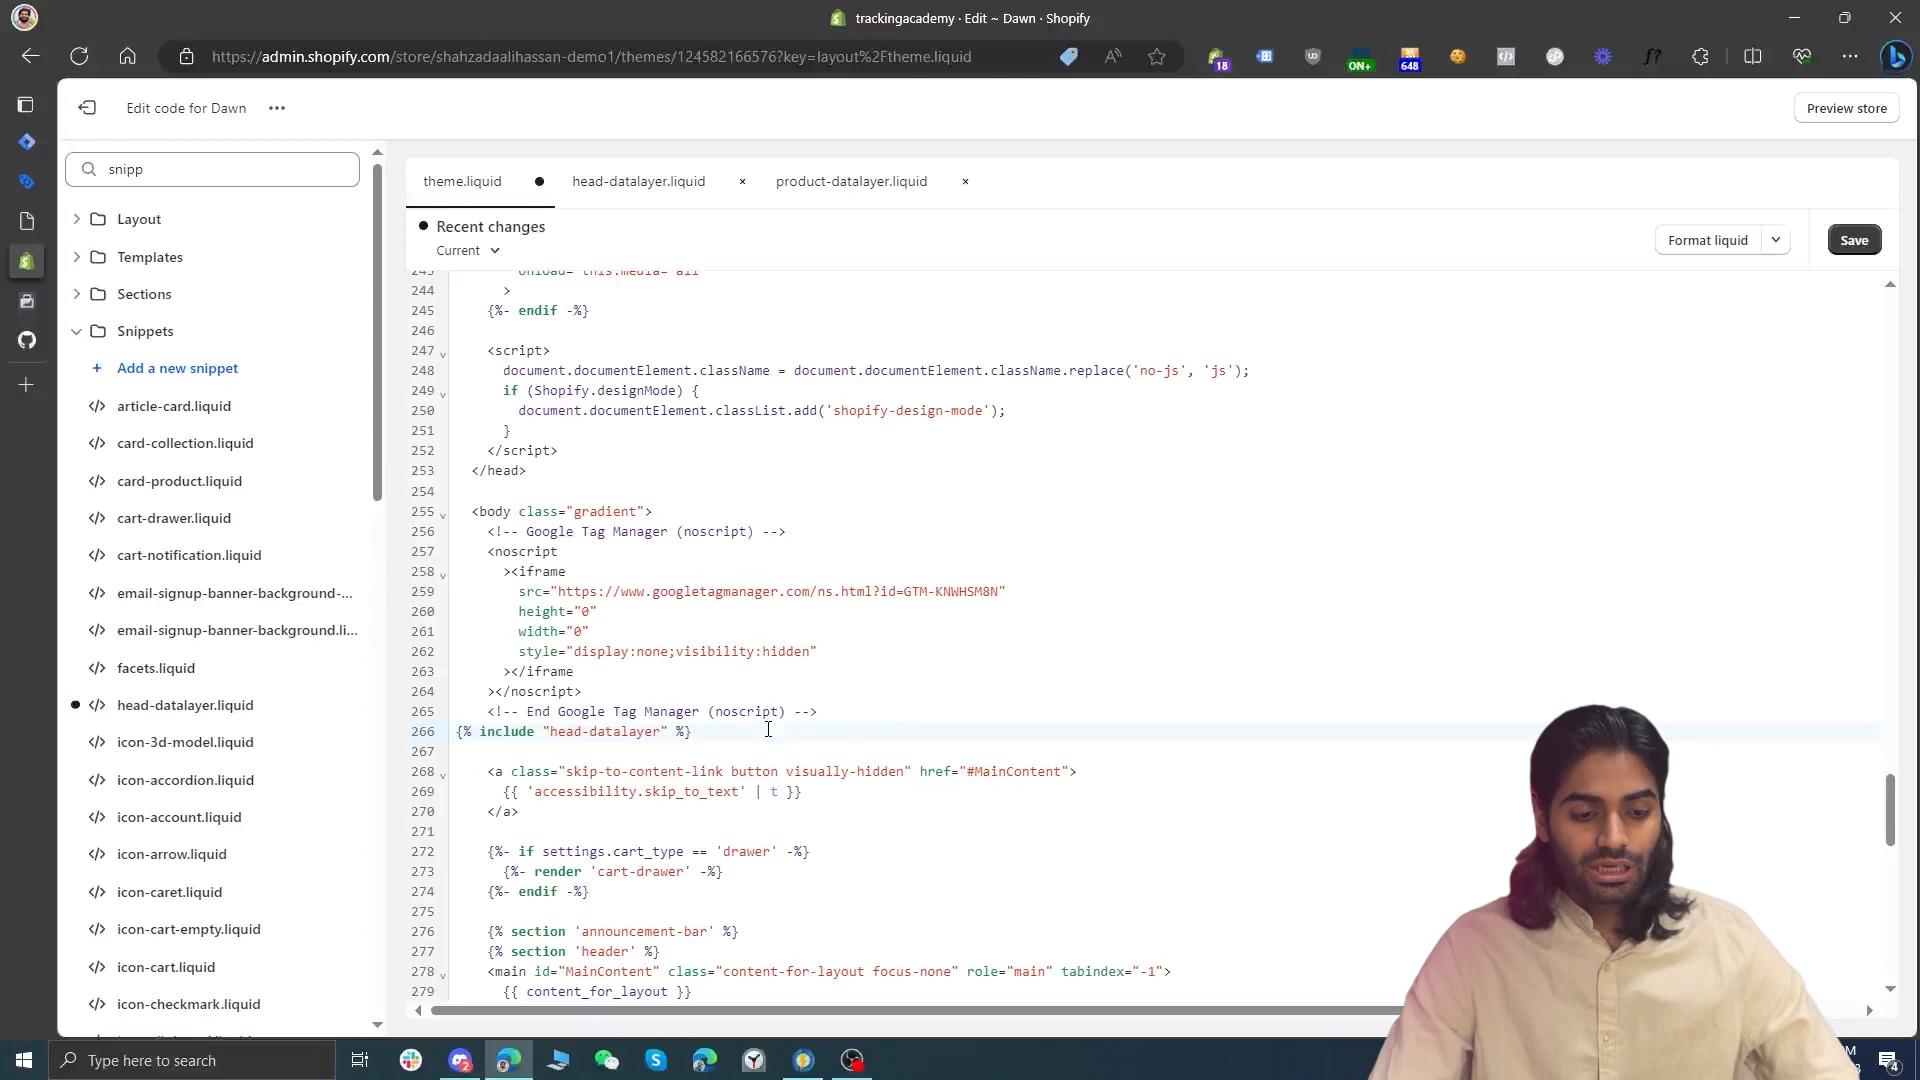 trackingacademy · Edit ~ Dawn · Shopify
https://admin.shopify.com/store/shahzadaalihassan-demo1/themes/124582166576?key=layout%2Ftheme.liquid
18
ON+
648
f?
Edit code for Dawn
Preview store
snipp
Layout
Templates
Sections
Snippets
Add a new snippet
article-card.liquid
card-collection.liquid
card-product.liquid
cart-drawer.liquid
cart-notification.liquid
email-signup-banner-background-...
email-signup-banner-background.li...
facets.liquid
head-datalayer.liquid
icon-3d-model.liquid
icon-accordion.liquid
icon-account.liquid
icon-arrow.liquid
icon-caret.liquid
icon-cart-empty.liquid
icon-cart.liquid
icon-checkmark.liquid
theme.liquid
head-datalayer.liquid
product-datalayer.liquid
Recent changes
Current
Format liquid
Save
243 onload="this.media='all'"
244 >
245 {%- endif -%}
246
247 <script>
248 document.documentElement.className = document.documentElement.className.replace('no-js', 'js');
249 if (Shopify.designMode) {
250 document.documentElement.classList.add('shopify-design-mode');
251 }
252 </script>
253 </head>
254
255 <body class="gradient">
256 <!-- Google Tag Manager (noscript) -->
257 <noscript
258 ><iframe
259 src="https://www.googletagmanager.com/ns.html?id=GTM-KNWHSM8N"
260 height="0"
261 width="0"
262 style="display:none;visibility:hidden"
263 ></iframe
264 ></noscript>
265 <!-- End Google Tag Manager (noscript) -->
266 {% include "head-datalayer" %}
267
268 <a class="skip-to-content-link button visually-hidden" href="#MainContent">
269 {{ 'accessibility.skip_to_text' | t }}
270 </a>
271
272 {%- if settings.cart_type == 'drawer' -%}
273 {%- render 'cart-drawer' -%}
274 {%- endif -%}
275
276 {% section 'announcement-bar' %}
277 {% section 'header' %}
278 <main id="MainContent" class="content-for-layout focus-none" role="main" tabindex="-1">
279 {{ content_for_layout }}
Type here to search
2
4